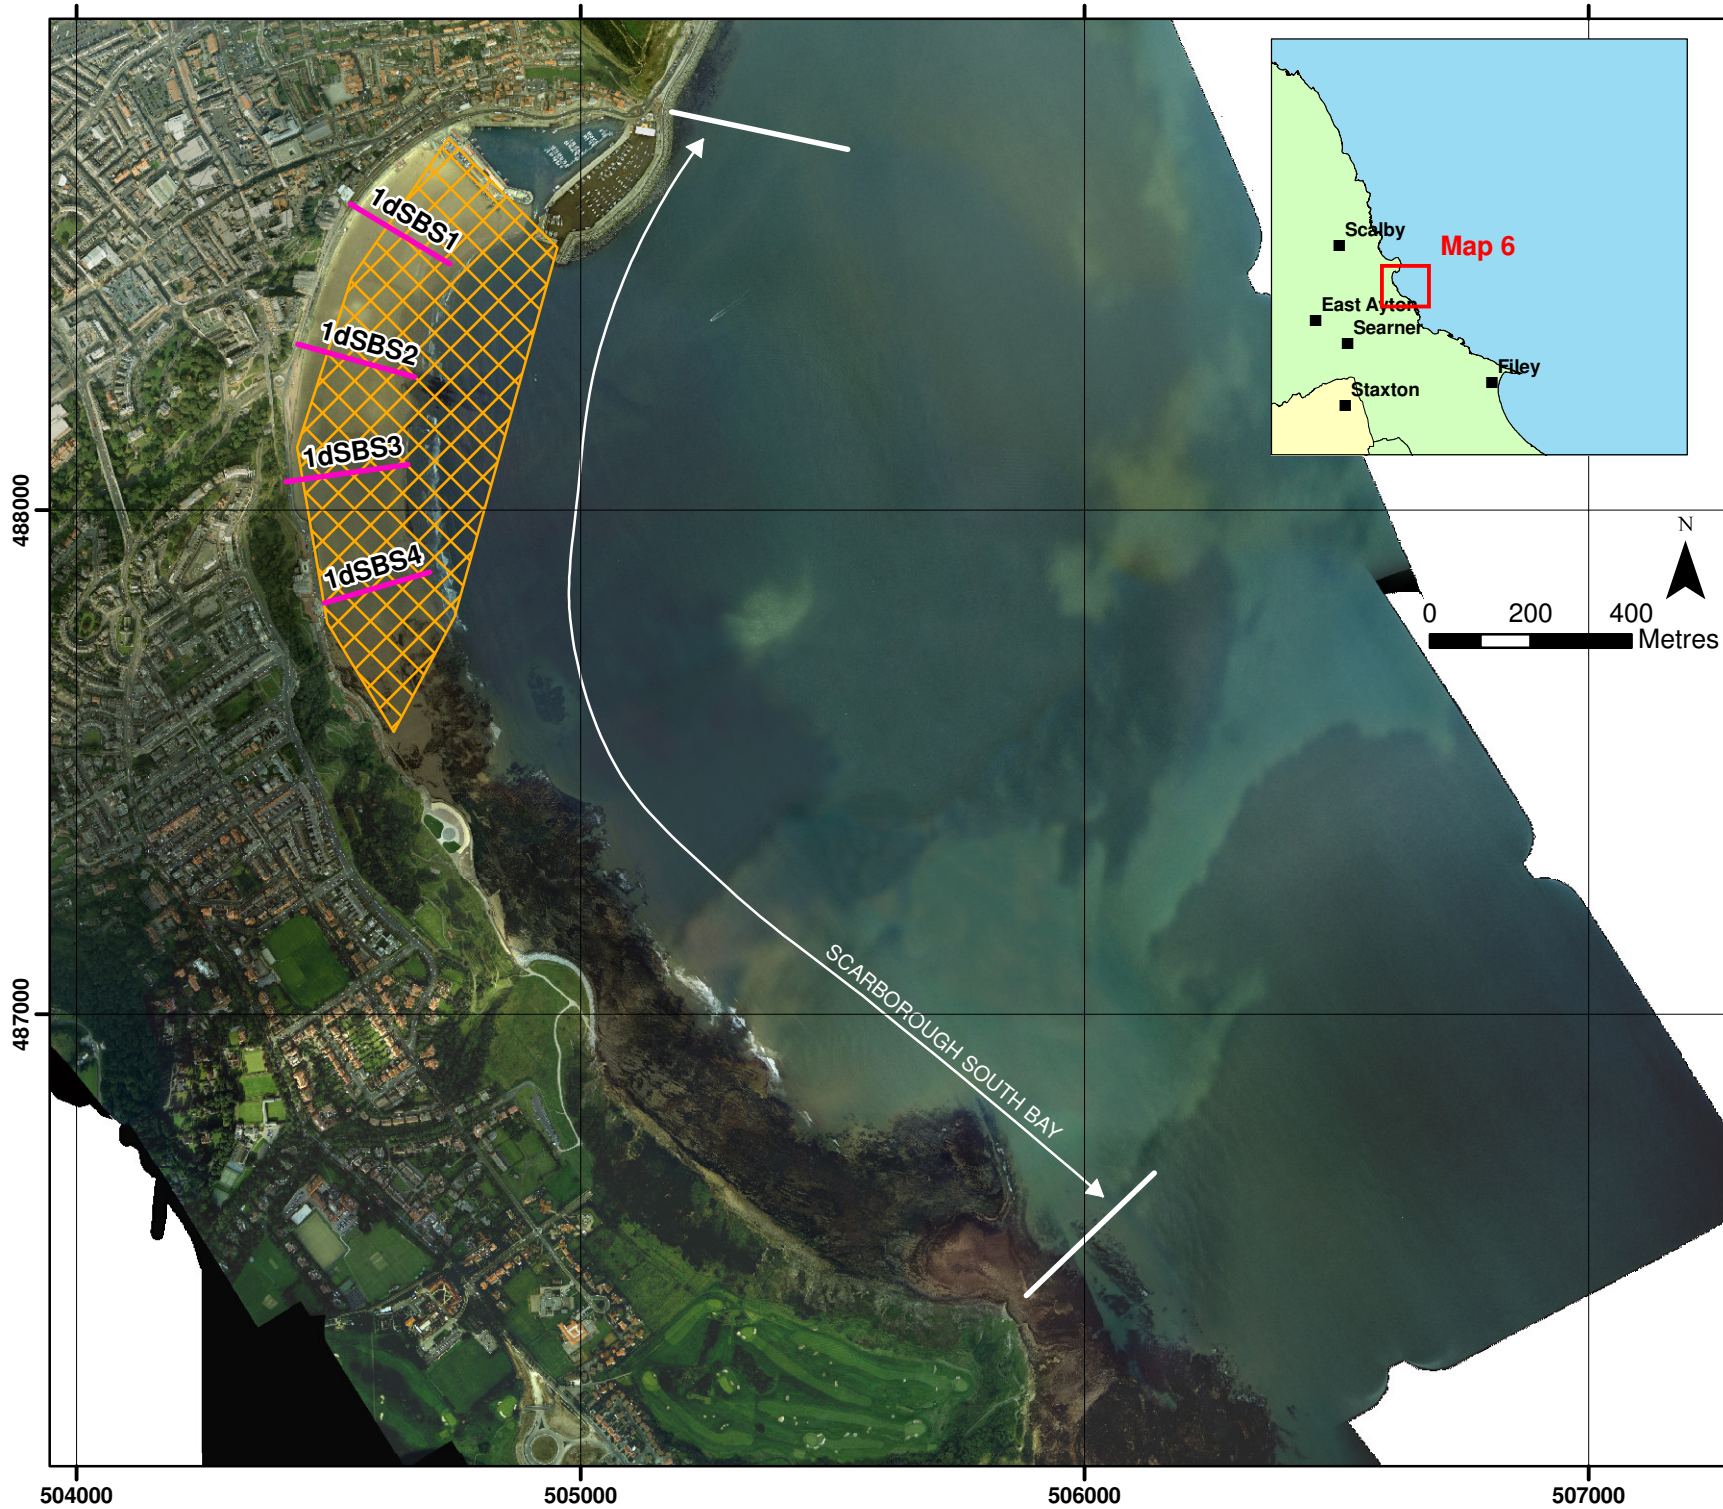 Scalby
Map 6
East Ayton
Searner
Filey
Staxton
1dSBS1
1dSBS2
1dSBS3
1dSBS4
N
0 200 400
Metres
SCARBOROUGH SOUTH BAY
488000
487000
504000 505000 506000 507000